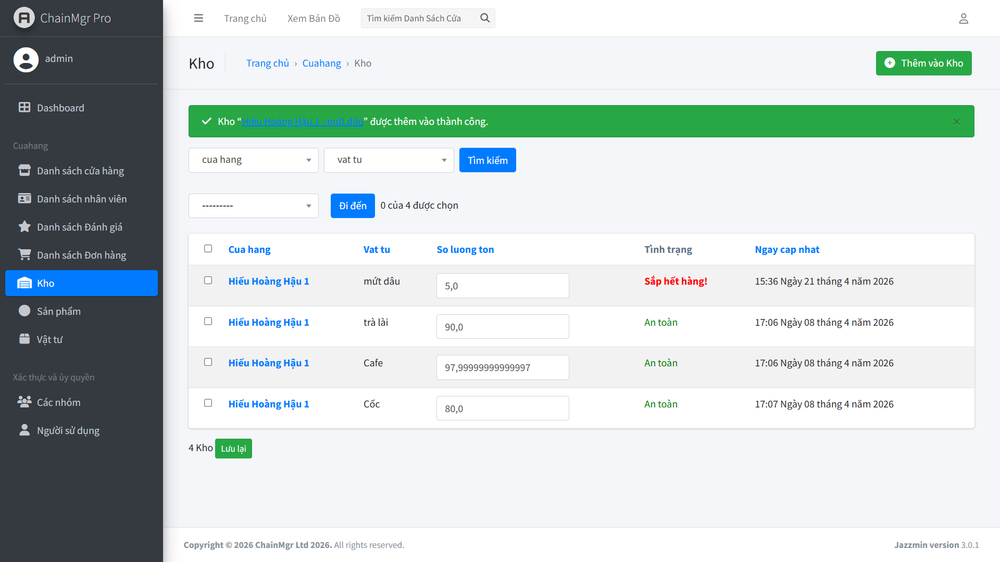 ChainMgr Pro
Trang chủ
Xem Bản Đồ
Tìm kiếm Danh Sách Cửa
admin
Kho
Trang chủ › Cuahang › Kho
Thêm vào Kho
Dashboard
Cuahang
Danh sách cửa hàng
Danh sách nhân viên
Danh sách Đánh giá
Danh sách Đơn hàng
Kho
Sản phẩm
Vật tư
Xác thực và ủy quyền
Các nhóm
Người sử dụng
Kho “Hiếu Hoàng Hậu 1 - mứt dâu” được thêm vào thành công.
×
cua hang
vat tu
Tìm kiếm
---------
Đi đến
0 của 4 được chọn
Cua hang Vat tu So luong ton Tình trạng Ngay cap nhat
Hiếu Hoàng Hậu 1 mứt dâu 5,0 Sắp hết hàng! 15:36 Ngày 21 tháng 4 năm 2026
Hiếu Hoàng Hậu 1 trà lài 90,0 An toàn 17:06 Ngày 08 tháng 4 năm 2026
Hiếu Hoàng Hậu 1 Cafe 97,99999999999997 An toàn 17:06 Ngày 08 tháng 4 năm 2026
Hiếu Hoàng Hậu 1 Cốc 80,0 An toàn 17:07 Ngày 08 tháng 4 năm 2026
4 Kho Lưu lại
Copyright © 2026 ChainMgr Ltd 2026. All rights reserved.
Jazzmin version 3.0.1